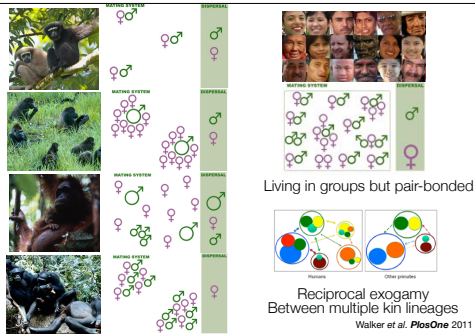 MATING SYSTEM
DISPERSAL
MATING SYSTEM
DISPERSAL
MATING SYSTEM
DISPERSAL
MATING SYSTEM
DISPERSAL
MATING SYSTEM
DISPERSAL
Living in groups but pair-bonded
Humans
Other primates
Reciprocal exogamy
Between multiple kin lineages
Walker et al. PlosOne 2011